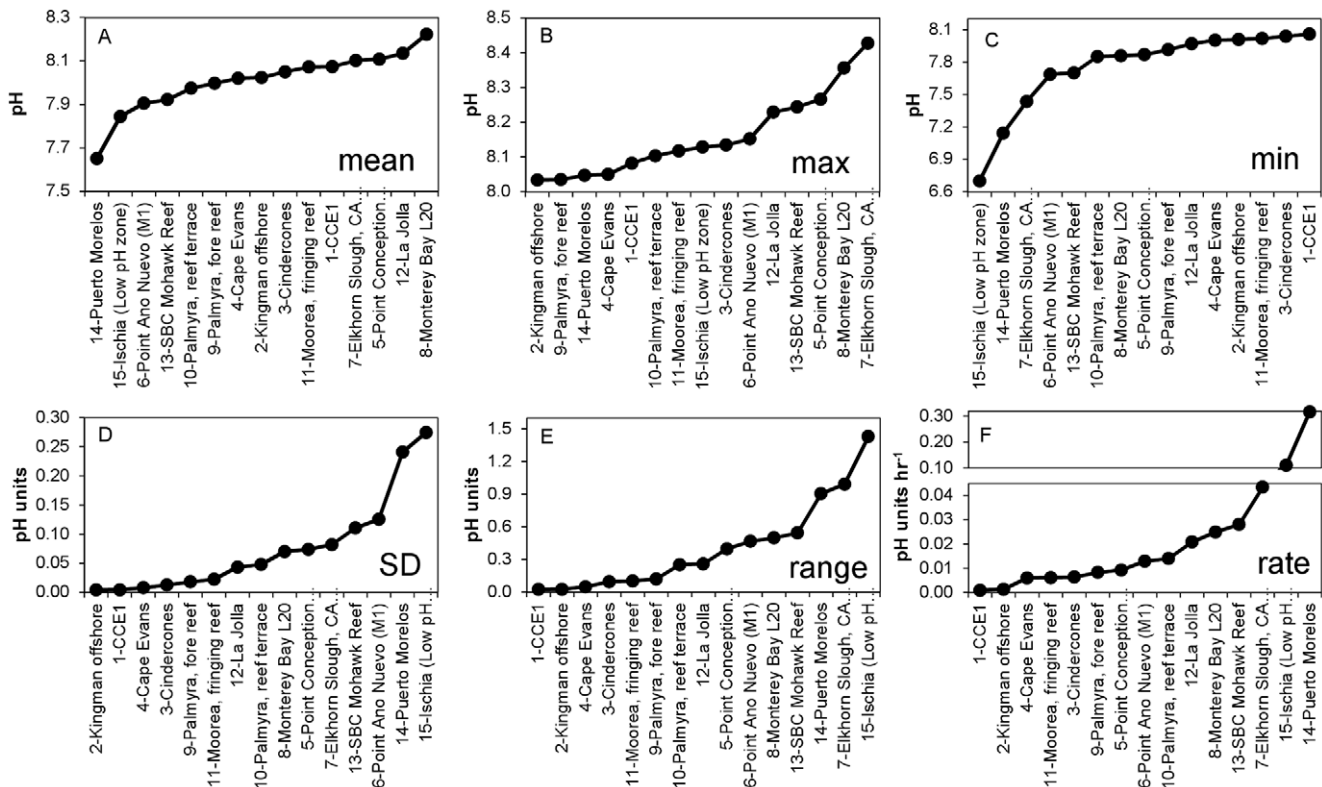 A
8.3
8.1
7.9
7.7
7.5
pH
mean
14-Puerto Morelos
15-Ischia (Low pH zone)
6-Point Ano Nuevo (M1)
13-SBC Mohawk Reef
10-Palmyra, reef terrace
9-Palmyra, fore reef
4-Cape Evans
2-Kingman offshore
3-Cindercones
11-Moorea, fringing reef
1-CCE1
7-Elkhorn Slough, CA…
5-Point Conception…
12-La Jolla
8-Monterey Bay L20
B
8.5
8.4
8.3
8.2
8.1
8.0
pH
max
2-Kingman offshore
9-Palmyra, fore reef
14-Puerto Morelos
4-Cape Evans
1-CCE1
10-Palmyra, reef terrace
11-Moorea, fringing reef
15-Ischia (Low pH zone)
3-Cindercones
6-Point Ano Nuevo (M1)
12-La Jolla
13-SBC Mohawk Reef
5-Point Conception…
8-Monterey Bay L20
7-Elkhorn Slough, CA…
C
8.1
7.8
7.5
7.2
6.9
6.6
pH
min
15-Ischia (Low pH zone)
14-Puerto Morelos
7-Elkhorn Slough, CA…
6-Point Ano Nuevo (M1)
13-SBC Mohawk Reef
10-Palmyra, reef terrace
8-Monterey Bay L20
5-Point Conception…
9-Palmyra, fore reef
12-La Jolla
4-Cape Evans
2-Kingman offshore
11-Moorea, fringing reef
3-Cindercones
1-CCE1
D
0.30
0.25
0.20
0.15
0.10
0.05
0.00
pH units
SD
2-Kingman offshore
1-CCE1
4-Cape Evans
3-Cindercones
9-Palmyra, fore reef
11-Moorea, fringing reef
12-La Jolla
10-Palmyra, reef terrace
8-Monterey Bay L20
5-Point Conception…
7-Elkhorn Slough, CA…
13-SBC Mohawk Reef
6-Point Ano Nuevo (M1)
14-Puerto Morelos
15-Ischia (Low pH…
E
1.5
1.2
0.9
0.6
0.3
0.0
pH units
range
1-CCE1
2-Kingman offshore
4-Cape Evans
3-Cindercones
11-Moorea, fringing reef
9-Palmyra, fore reef
10-Palmyra, reef terrace
12-La Jolla
5-Point Conception…
6-Point Ano Nuevo (M1)
8-Monterey Bay L20
13-SBC Mohawk Reef
14-Puerto Morelos
7-Elkhorn Slough, CA…
15-Ischia (Low pH…
F
0.30
0.20
0.10
0.04
0.03
0.02
0.01
0.00
pH units hr⁻¹
rate
1-CCE1
2-Kingman offshore
4-Cape Evans
11-Moorea, fringing reef
3-Cindercones
9-Palmyra, fore reef
5-Point Conception…
6-Point Ano Nuevo (M1)
10-Palmyra, reef terrace
12-La Jolla
8-Monterey Bay L20
13-SBC Mohawk Reef
7-Elkhorn Slough, CA…
15-Ischia (Low pH…
14-Puerto Morelos